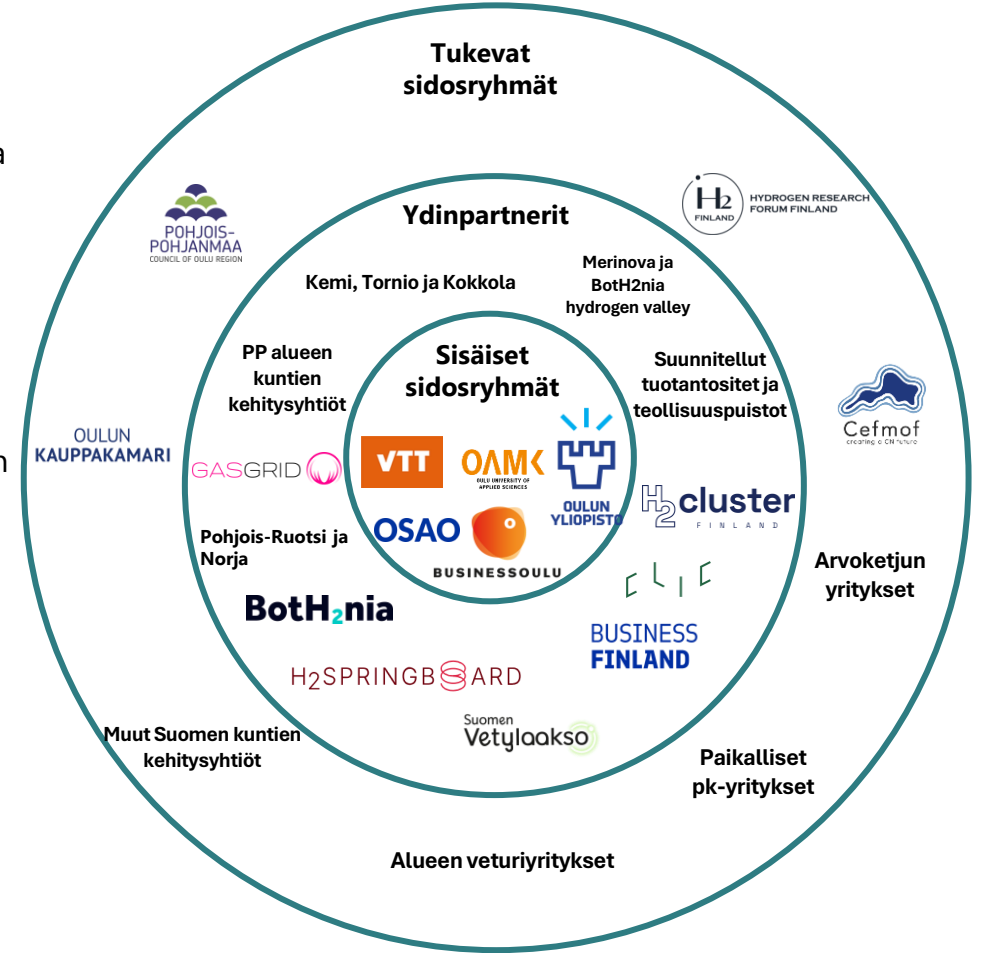 Tukevat
sidosryhmät
a
H2
FINLAND
HYDROGEN RESEARCH
FORUM FINLAND
POHJOIS-
POHJANMAA
COUNCIL OF OULU REGION
Ydinpartnerit
Kemi, Tornio ja Kokkola
Merinova ja
BotH2nia
hydrogen valley
PP alueen
kuntien
kehitysyhtiöt
Sisäiset
sidosryhmät
Suunnitellut
tuotantositet ja
teollisuuspuistot
Cefmof
creating a CN future
OULUN
KAUPPAKAMARI
n
GASGRID
VTT
OAMK
OULU UNIVERSITY OF
APPLIED SCIENCES
OULUN
YLIOPISTO
H2cluster
FINLAND
OSAO
BUSINESSOULU
Pohjois-Ruotsi ja
Norja
Arvoketjun
yritykset
CLIC
BotH2nia
BUSINESS
FINLAND
H2SPRINGBOARD
Suomen
Vetylaakso
Muut Suomen kuntien
kehitysyhtiöt
Paikalliset
pk-yritykset
Alueen veturiyritykset